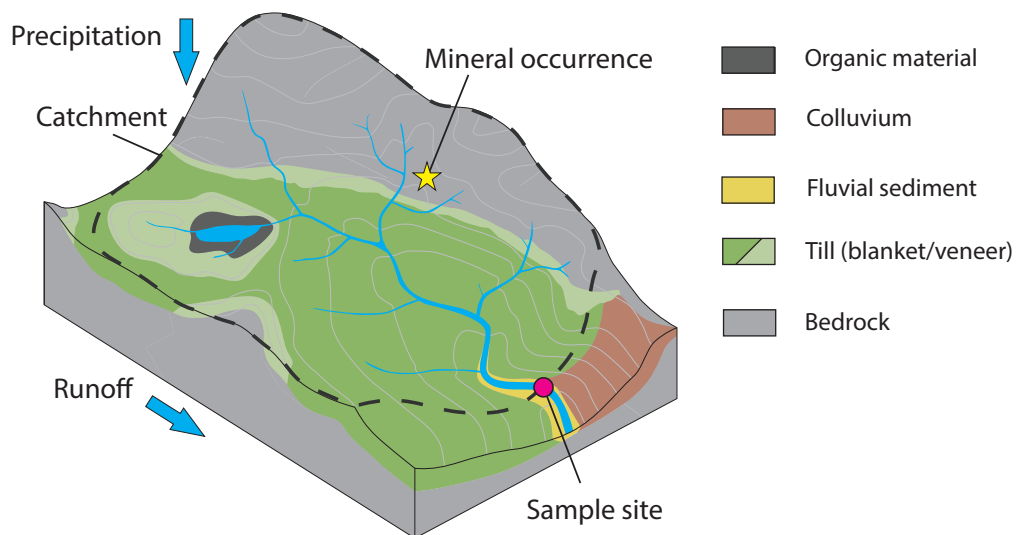 Precipitation
Mineral occurrence
Catchment
Runoff
Sample site
Organic material
Colluvium
Fluvial sediment
Till (blanket/veneer)
Bedrock